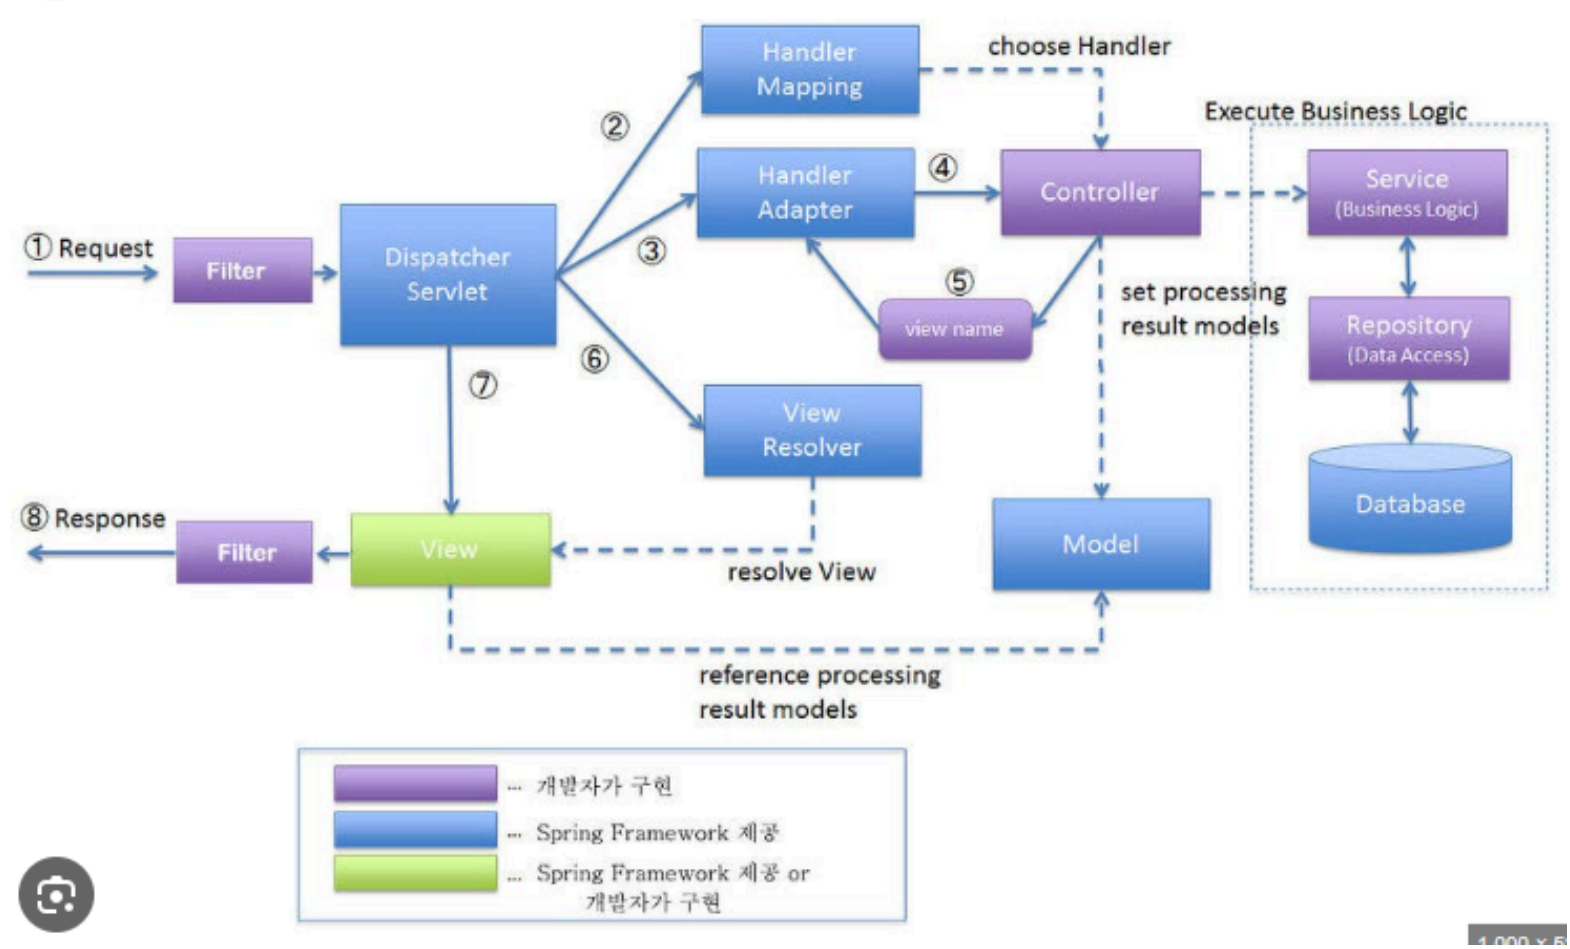 Handler
Mapping
choose Handler
Execute Business Logic
②
Handler
Adapter
④
Controller
Service
(Business Logic)
① Request
Filter
Dispatcher
Servlet
③
⑤
view name
set processing
result models
Repository
(Data Access)
⑥
⑦
View
Resolver
Database
⑧ Response
Filter
View
Model
resolve View
reference processing
result models
... 개발자가 구현
... Spring Framework 제공
... Spring Framework 제공 or
개발자가 구현